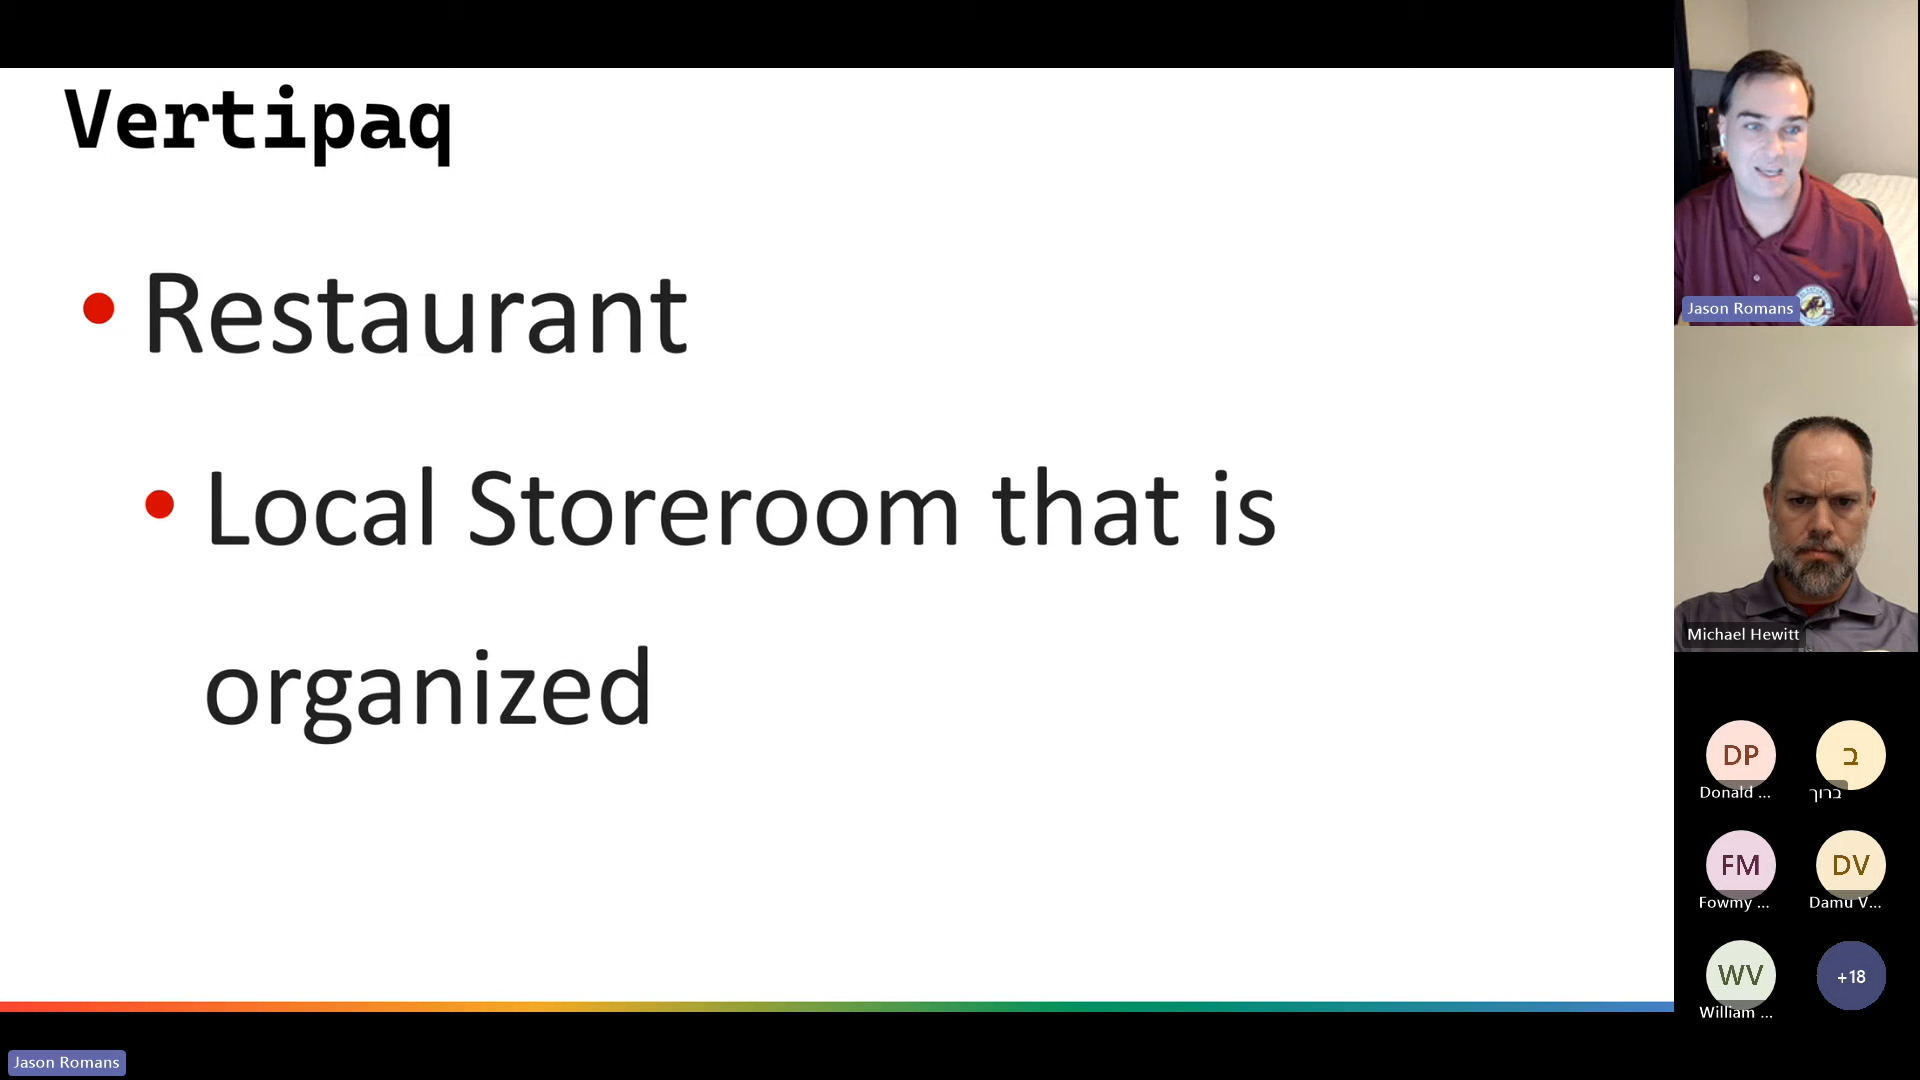 Vertipaq
• Restaurant
• Local Storeroom that is
organized
Jason Romans
Michael Hewitt
DP
Donald ...
ב
ברוך
FM
Fowmy ...
DV
Damu V...
WV
William ...
+18
Jason Romans